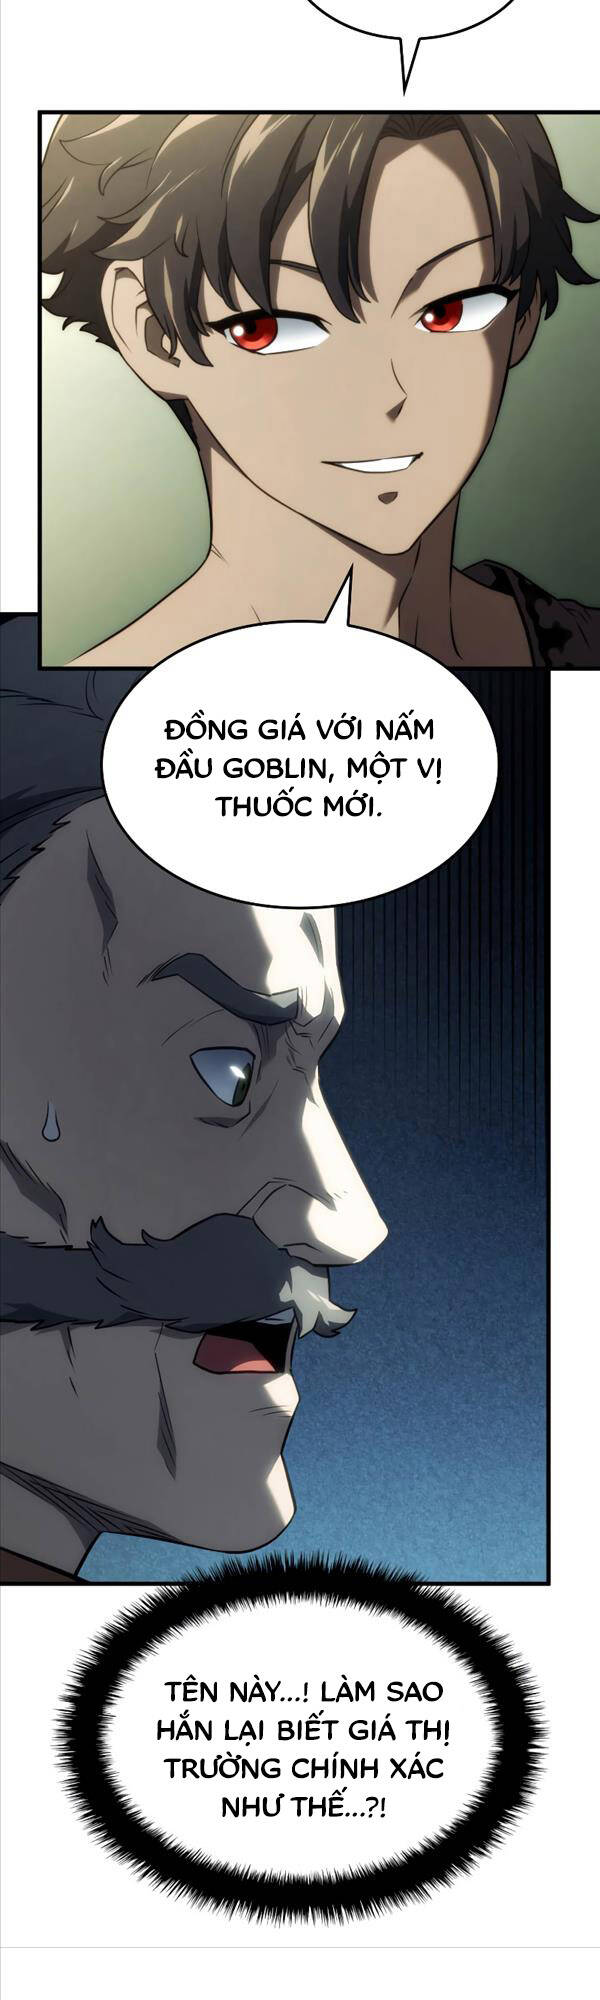 ĐỒNG GIÁ VỚI NẤM
ĐẦU GOBLIN, MỘT VỊ
THUỐC MỚI.
TÊN NÀY...! LÀM SAO
HẮN LẠI BIẾT GIÁ THỊ
TRƯỜNG CHÍNH XÁC
NHƯ THẾ...?!